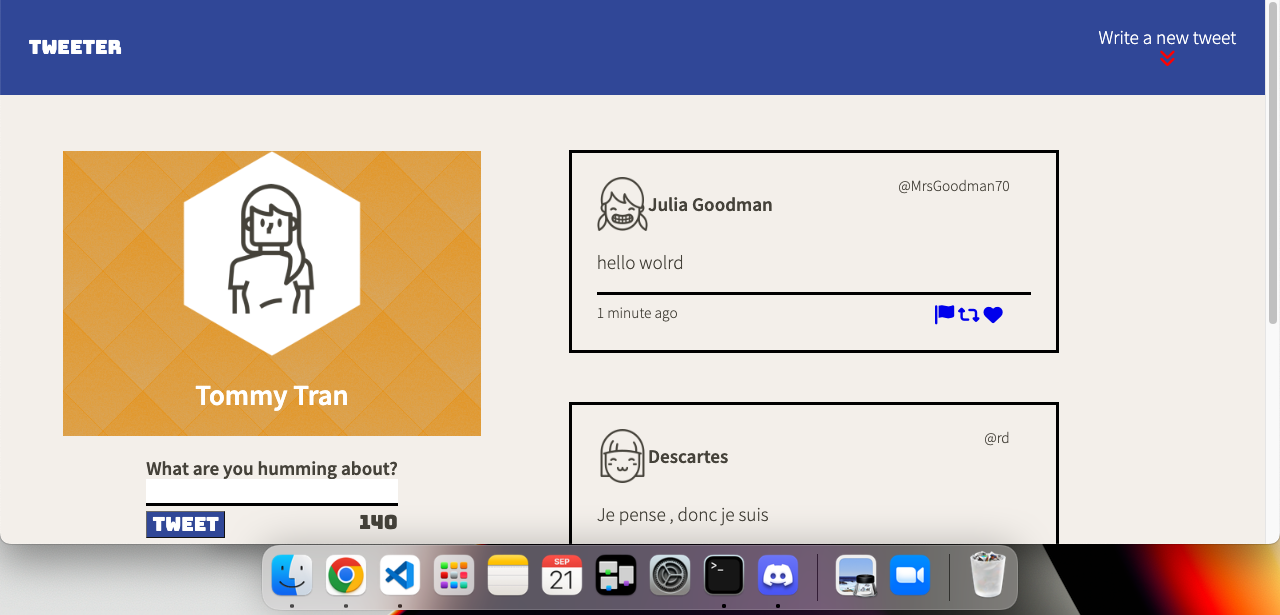 TWEETER
Write a new tweet
Tommy Tran
What are you humming about?
TWEET
140
Julia Goodman
@MrsGoodman70
hello wolrd
1 minute ago
Descartes
@rd
Je pense , donc je suis
SEP
21
>_